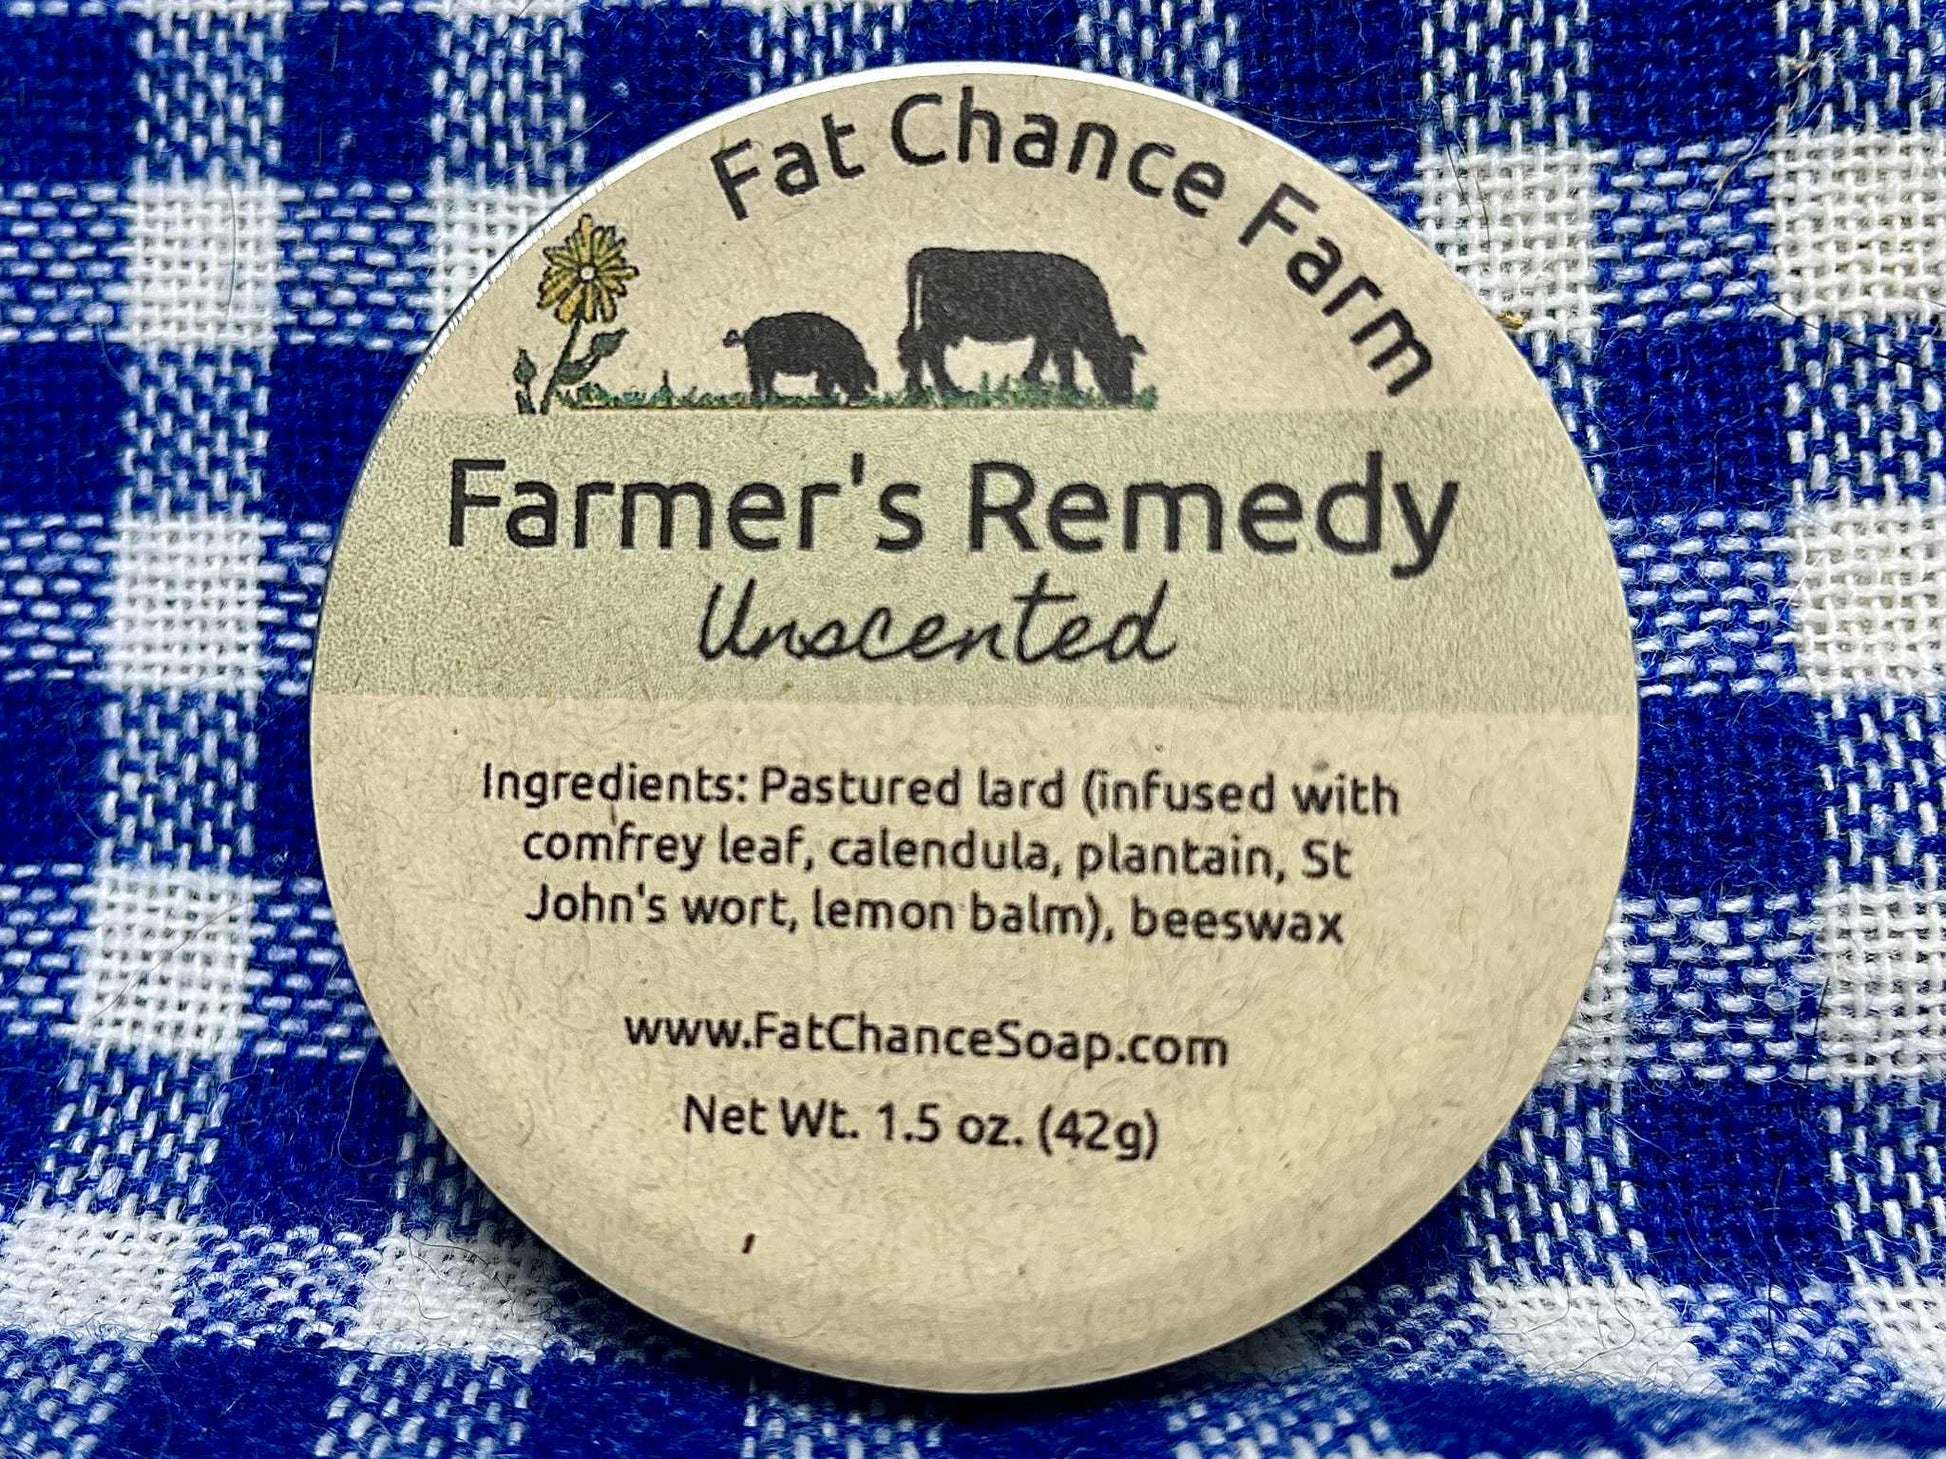 Fat Chance Farm
Farmer's Remedy
Unscented
Ingredients: Pastured lard (infused with
comfrey leaf, calendula, plantain, St
John's wort, lemon balm), beeswax
www.FatChanceSoap.com
Net Wt. 1.5 oz. (42g)